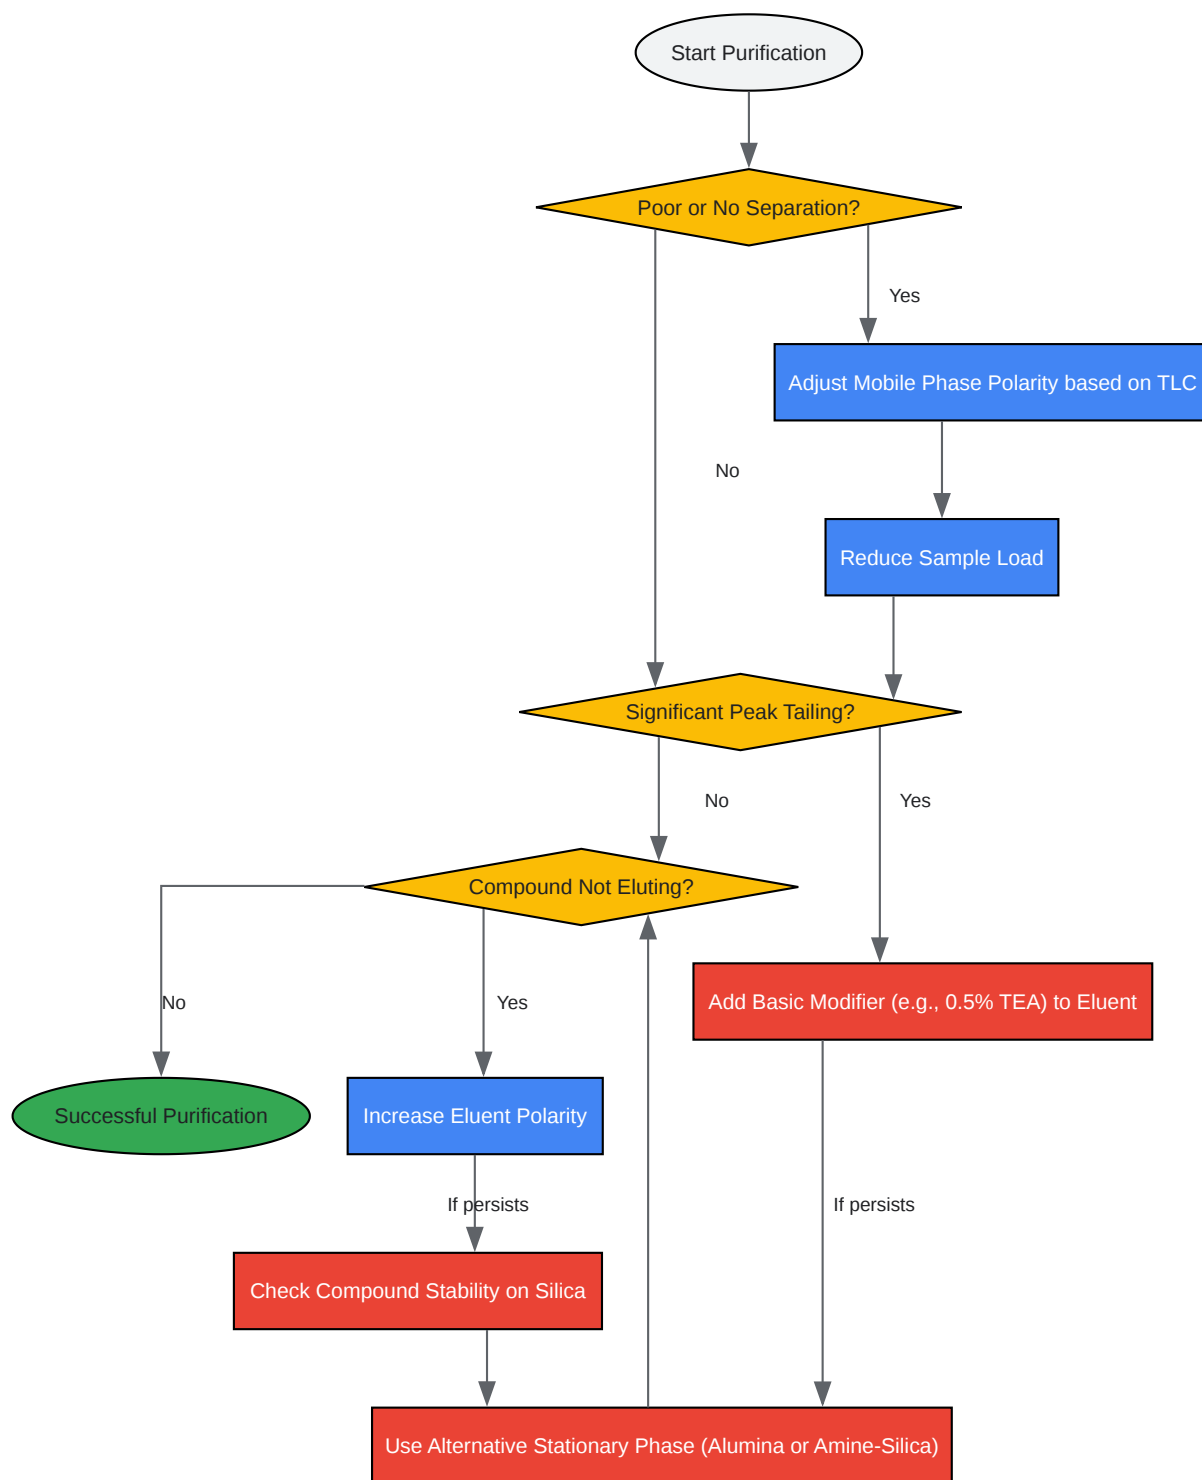 Start Purification
Poor or No Separation?
Yes
Adjust Mobile Phase Polarity based on TLC
No
Reduce Sample Load
Significant Peak Tailing?
No
Yes
Compound Not Eluting?
No
Yes
Add Basic Modifier (e.g., 0.5% TEA) to Eluent
Successful Purification
Increase Eluent Polarity
If persists
If persists
Check Compound Stability on Silica
Use Alternative Stationary Phase (Alumina or Amine-Silica)